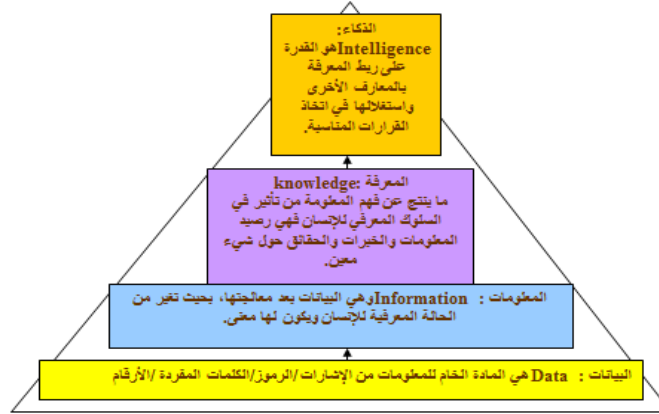 الذكاء:
Intelligenceهو القدرة
على ربط المعرفة
بالمعارف الأخرى
واستغلالها في اتخاذ
القرارات المناسبة.
المعرفة :knowledge
ما ينتج عن فهم المعلومة من تأثير في
السلوك المعرفي للإنسان فهي رصيد
المعلومات والخبرات والحقائق حول شيء
معين.
المعلومات : Informationوهي البيانات بعد معالجتها، بحيث تغير من
الحالة المعرفية للإنسان ويكون لها معنى.
البيانات : Data هي المادة الخام للمعلومات من الإشارات /الرموز/الكلمات المفردة /الأرقام